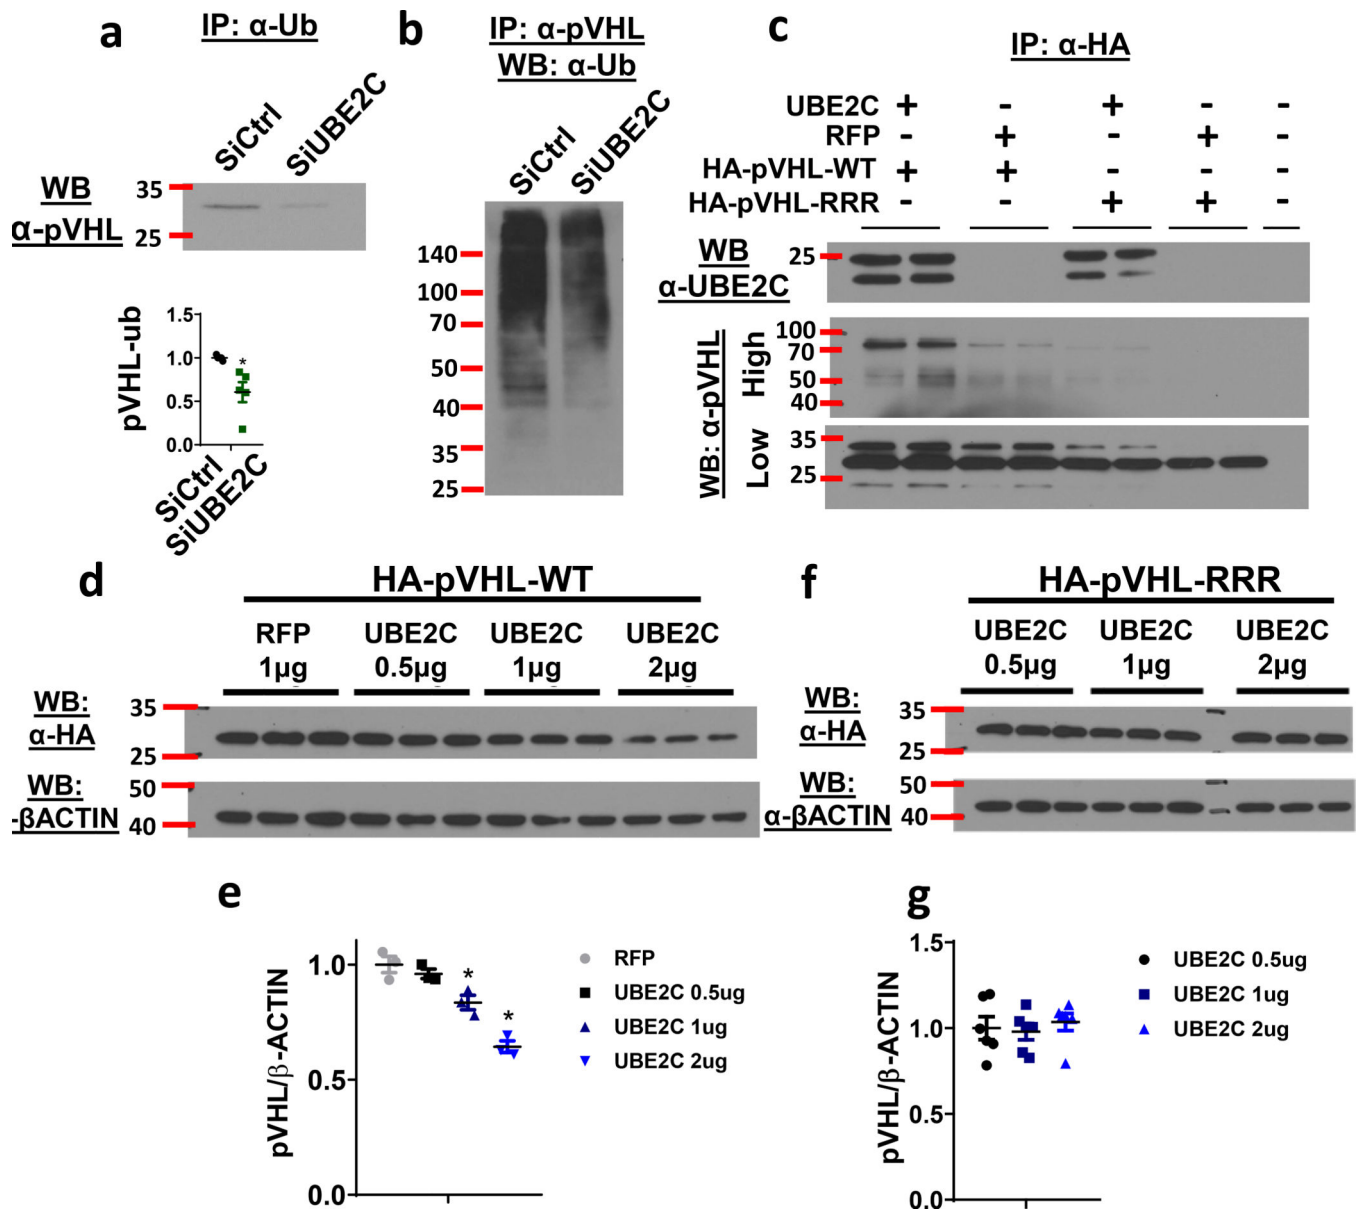 a
IP: α-Ub
SiCtrl
SiUBE2C
WB
α-pVHL
35
25
pVHL-ub
1.5
1.0
0.5
0.0
*
SiCtrl
SiUBE2C
b
IP: α-pVHL
WB: α-Ub
SiCtrl
SiUBE2C
140
100
70
50
40
35
25
c
IP: α-HA
UBE2C + - + - -
RFP - + - + -
HA-pVHL-WT + + - - -
HA-pVHL-RRR - - + + -
WB
α-UBE2C
25
WB: α-pVHL
High
100
70
50
40
Low
35
25
d
HA-pVHL-WT
RFP UBE2C UBE2C UBE2C
1µg 0.5µg 1µg 2µg
WB:
α-HA
35
25
WB:
-βACTIN
50
40
f
HA-pVHL-RRR
UBE2C UBE2C UBE2C
0.5µg 1µg 2µg
WB:
α-HA
35
25
WB:
α-βACTIN
50
40
e
pVHL/β-ACTIN
1.0
0.5
0.0
*
*
RFP
UBE2C 0.5ug
UBE2C 1ug
UBE2C 2ug
g
pVHL/β-ACTIN
1.5
1.0
0.5
0.0
UBE2C 0.5ug
UBE2C 1ug
UBE2C 2ug